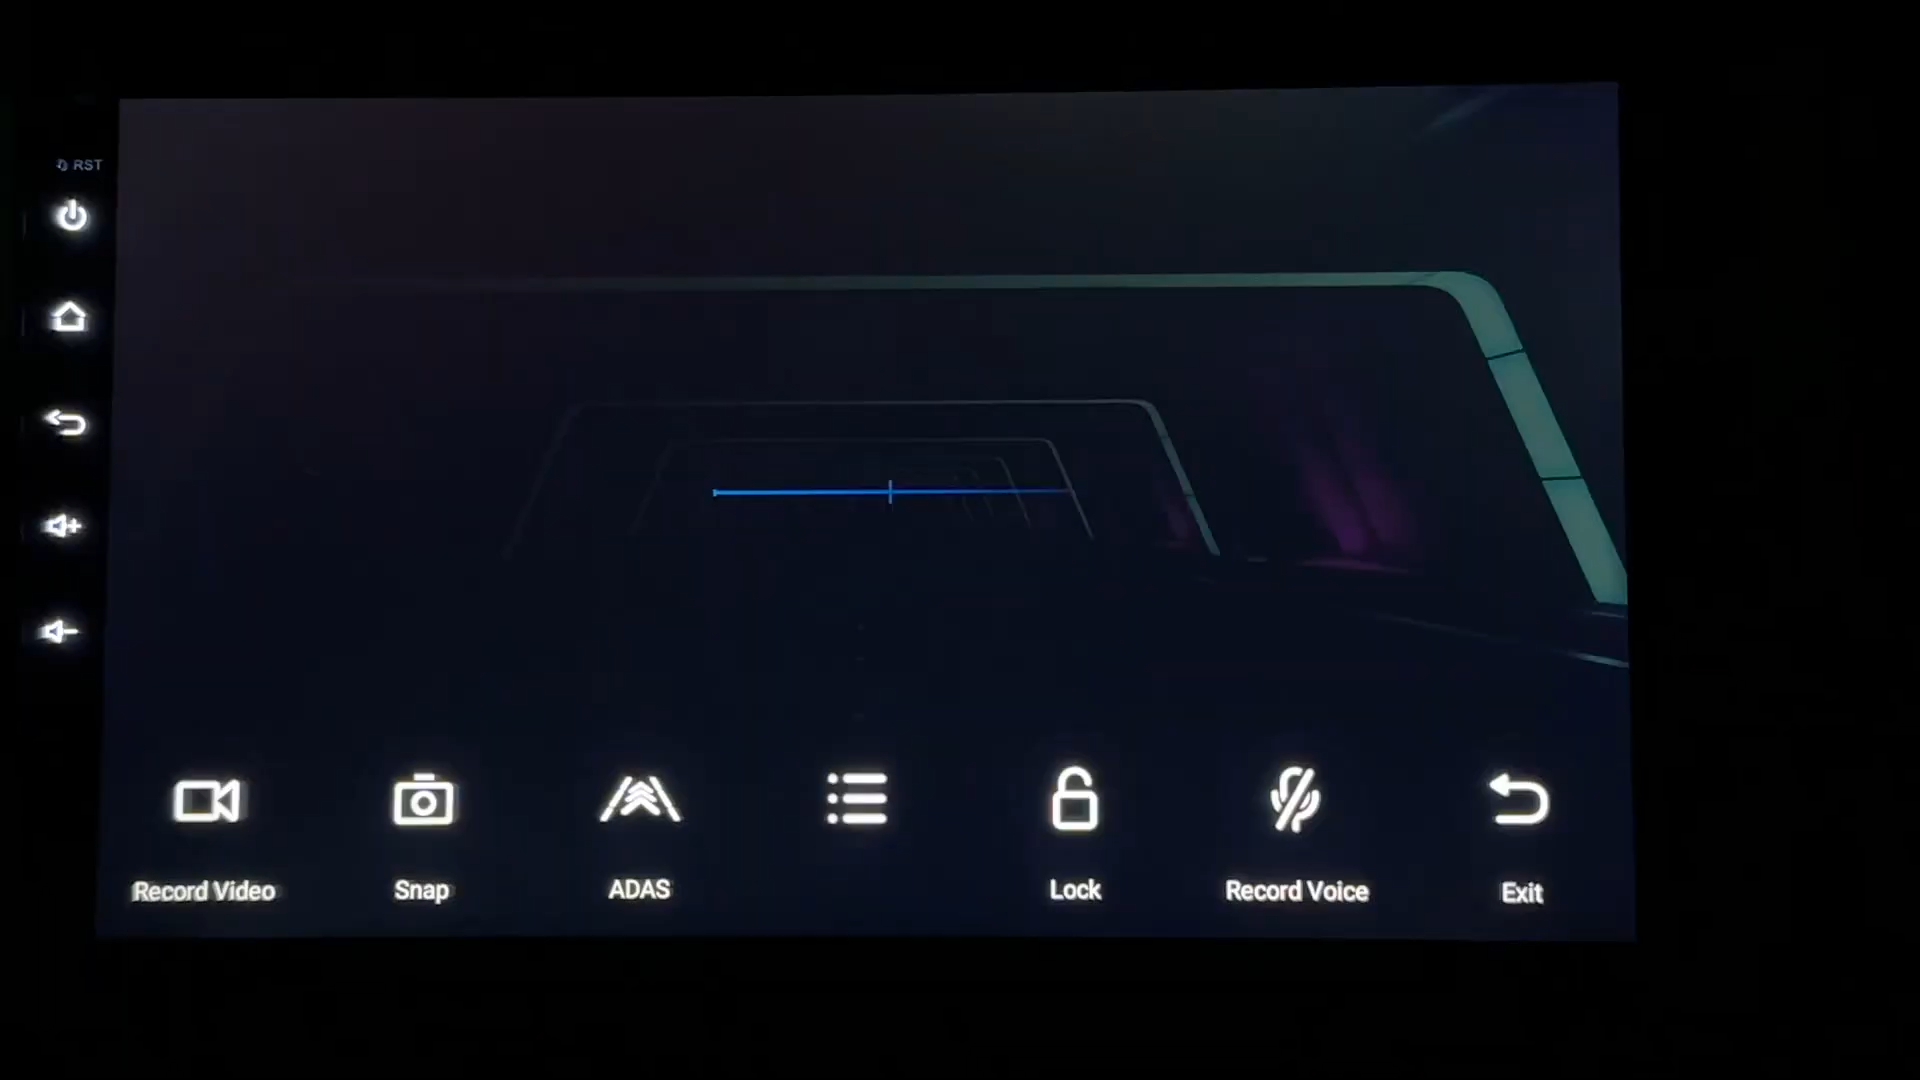 RST
Record Video
Snap
ADAS
Lock
Record Voice
Exit